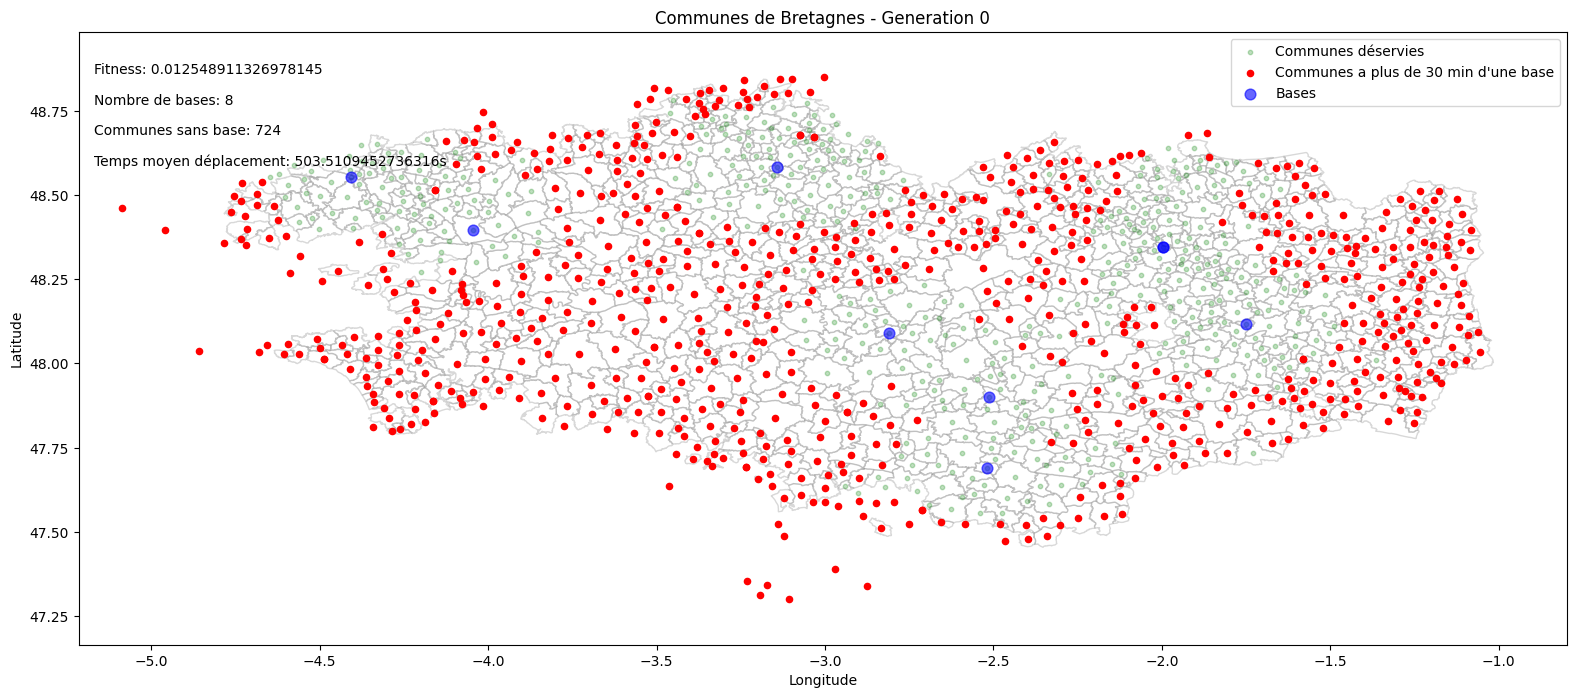 Communes de Bretagnes - Generation 0
Fitness: 0.012548911326978145
Nombre de bases: 8
Communes sans base: 724
Temps moyen déplacement: 503.5109452736316s
Communes déservies
Communes a plus de 30 min d'une base
Bases
Latitude
48.75
48.50
48.25
48.00
47.75
47.50
47.25
−5.0
−4.5
−4.0
−3.5
−3.0
−2.5
−2.0
−1.5
−1.0
Longitude